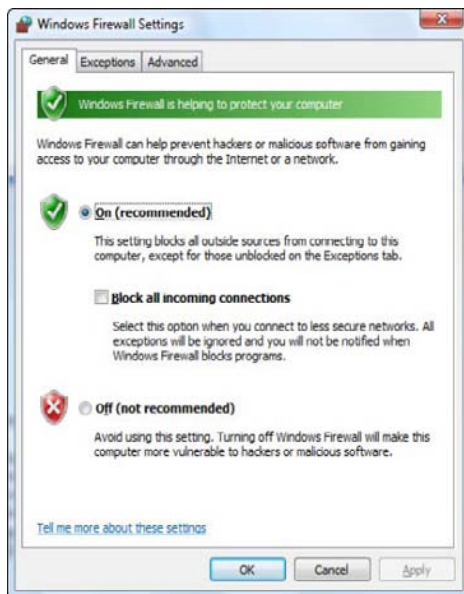 Windows Firewall Settings
General Exceptions Advanced
Windows Firewall is helping to protect your computer
Windows Firewall can help prevent hackers or malicious software from gaining
access to your computer through the Internet or a network.
On (recommended)
This setting blocks all outside sources from connecting to this
computer, except for those unblocked on the Exceptions tab.
Block all incoming connections
Select this option when you connect to less secure networks. All
exceptions will be ignored and you will not be notified when
Windows Firewall blocks programs.
Off (not recommended)
Avoid using this setting. Turning off Windows Firewall will make this
computer more vulnerable to hackers or malicious software.
Tell me more about these settings
OK Cancel Apply